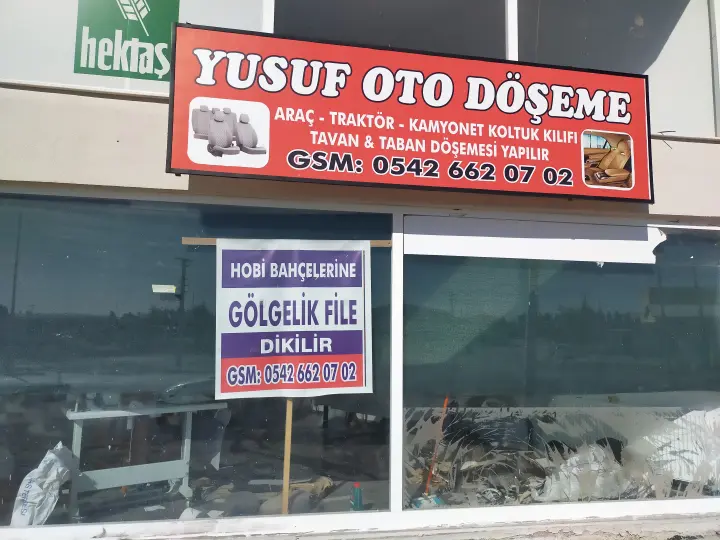 hektaş
YUSUF OTO DÖŞEME
ARAÇ - TRAKTÖR - KAMYONET KOLTUK KILIFI
TAVAN & TABAN DÖŞEMESİ YAPILIR
GSM: 0542 662 07 02
HOBİ BAHÇELERİNE
GÖLGELİK FİLE
DİKİLİR
GSM: 0542 662 07 02